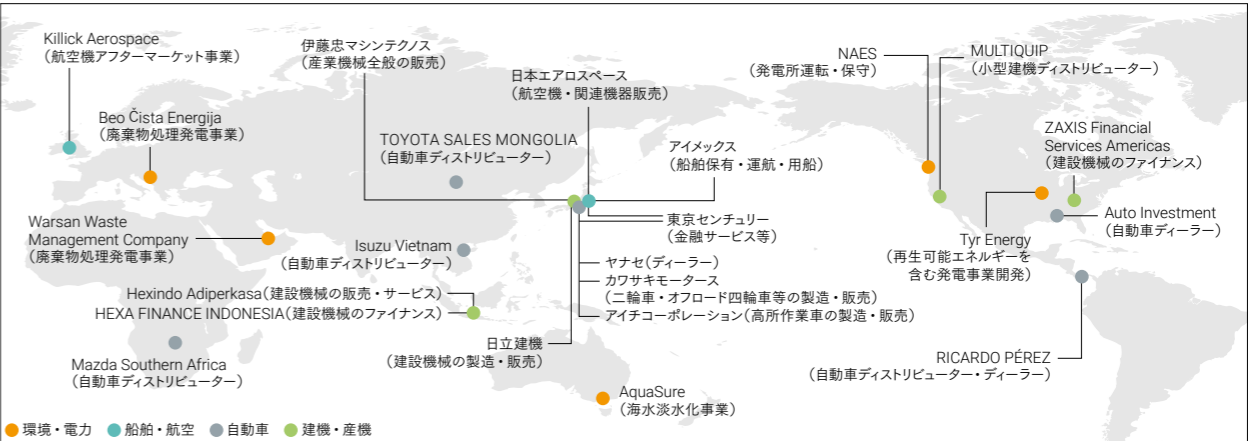 Killick Aerospace
（航空機アフターマーケット事業）
Beo Čista Energija
（廃棄物処理発電事業）
Warsan Waste
Management Company
（廃棄物処理発電事業）
伊藤忠マシンテクノス
（産業機械全般の販売）
日本エアロスペース
（航空機・関連機器販売）
TOYOTA SALES MONGOLIA
（自動車ディストリビューター）
アイメックス
（船舶保有・運航・用船）
東京センチュリー
（金融サービス等）
Isuzu Vietnam
（自動車ディストリビューター）
ヤナセ（ディーラー）
カワサキモータース
（二輪車・オフロード四輪車等の製造・販売）
アイチコーポレーション（高所作業車の製造・販売）
Hexindo Adiperkasa（建設機械の販売・サービス）
HEXA FINANCE INDONESIA（建設機械のファイナンス）
日立建機
（建設機械の製造・販売）
Mazda Southern Africa
（自動車ディストリビューター）
AquaSure
（海水淡水化事業）
NAES
（発電所運転・保守）
MULTIQUIP
（小型建機ディストリビューター）
ZAXIS Financial
Services Americas
（建設機械のファイナンス）
Auto Investment
（自動車ディーラー）
Tyr Energy
（再生可能エネルギーを
含む発電事業開発）
RICARDO PÉREZ
（自動車ディストリビューター・ディーラー）
環境・電力 船舶・航空 自動車 建機・産機